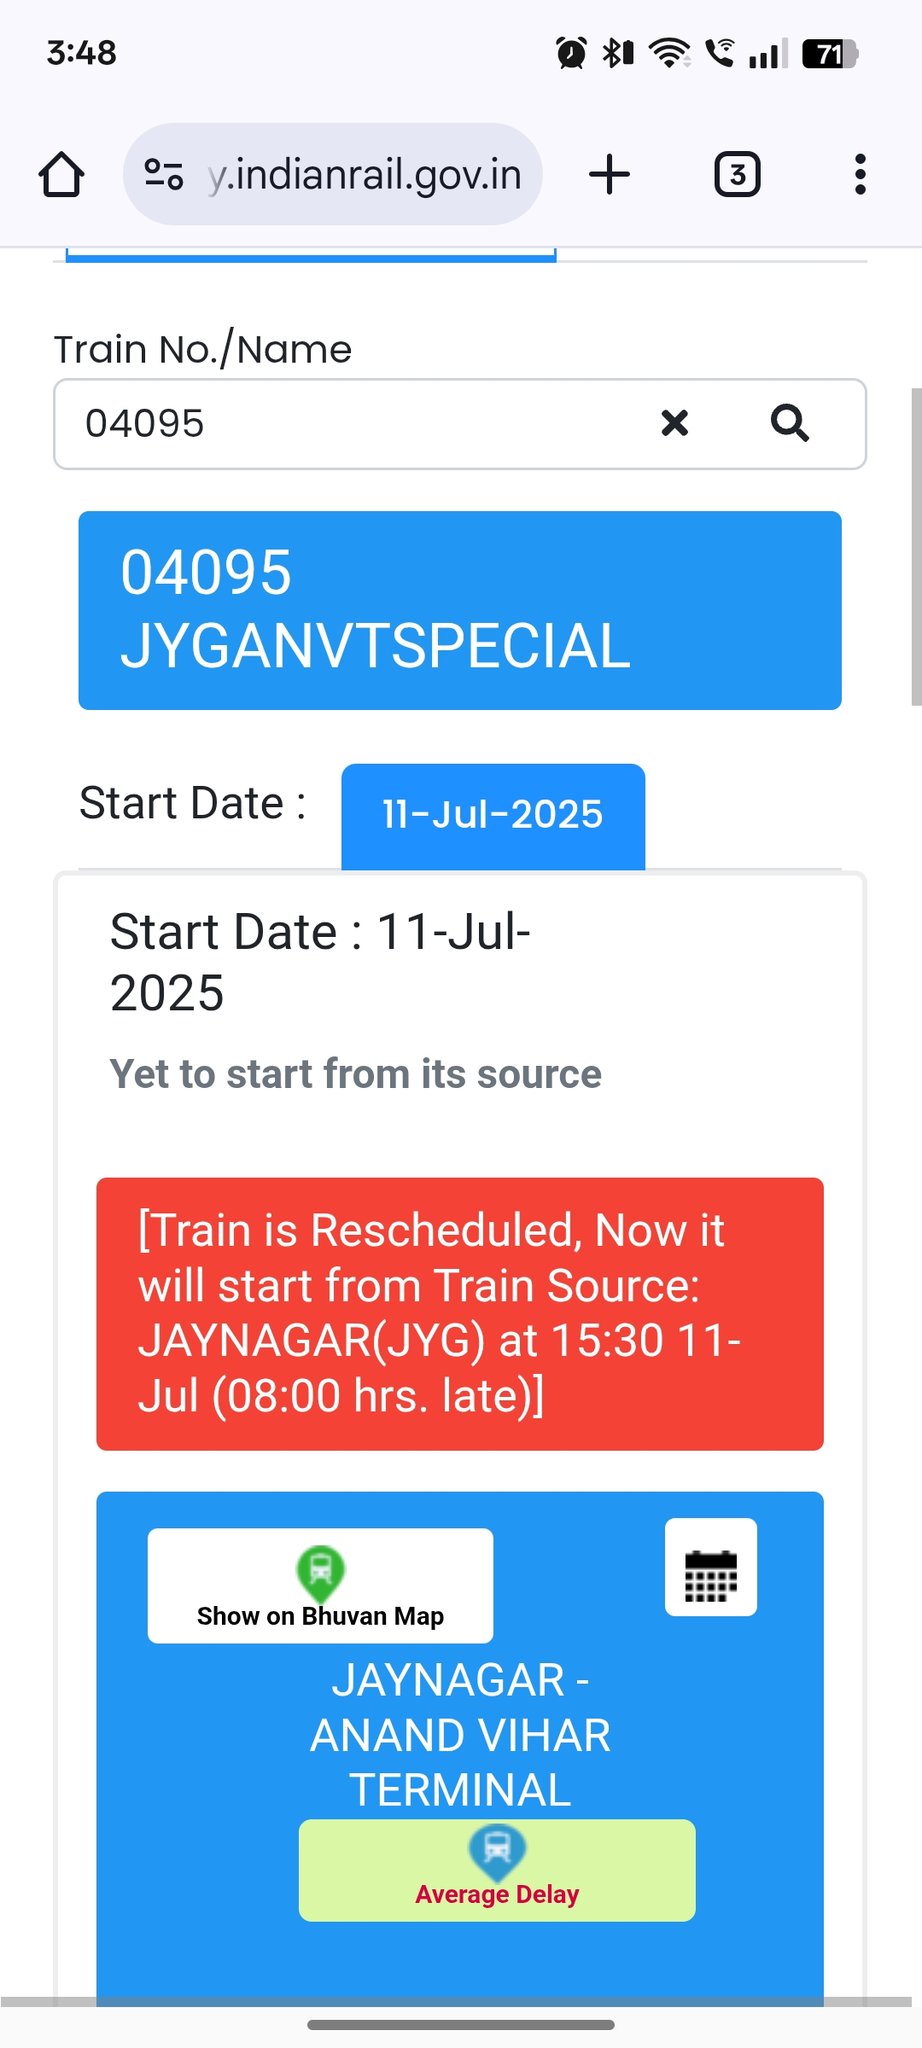 3:48
71
y.indianrail.gov.in
3
Train No./Name
04095
04095
JYGANVTSPECIAL
Start Date :
11-Jul-2025
Start Date : 11-Jul-
2025
Yet to start from its source
[Train is Rescheduled, Now it
will start from Train Source:
JAYNAGAR(JYG) at 15:30 11-
Jul (08:00 hrs. late)]
Show on Bhuvan Map
JAYNAGAR -
ANAND VIHAR
TERMINAL
Average Delay